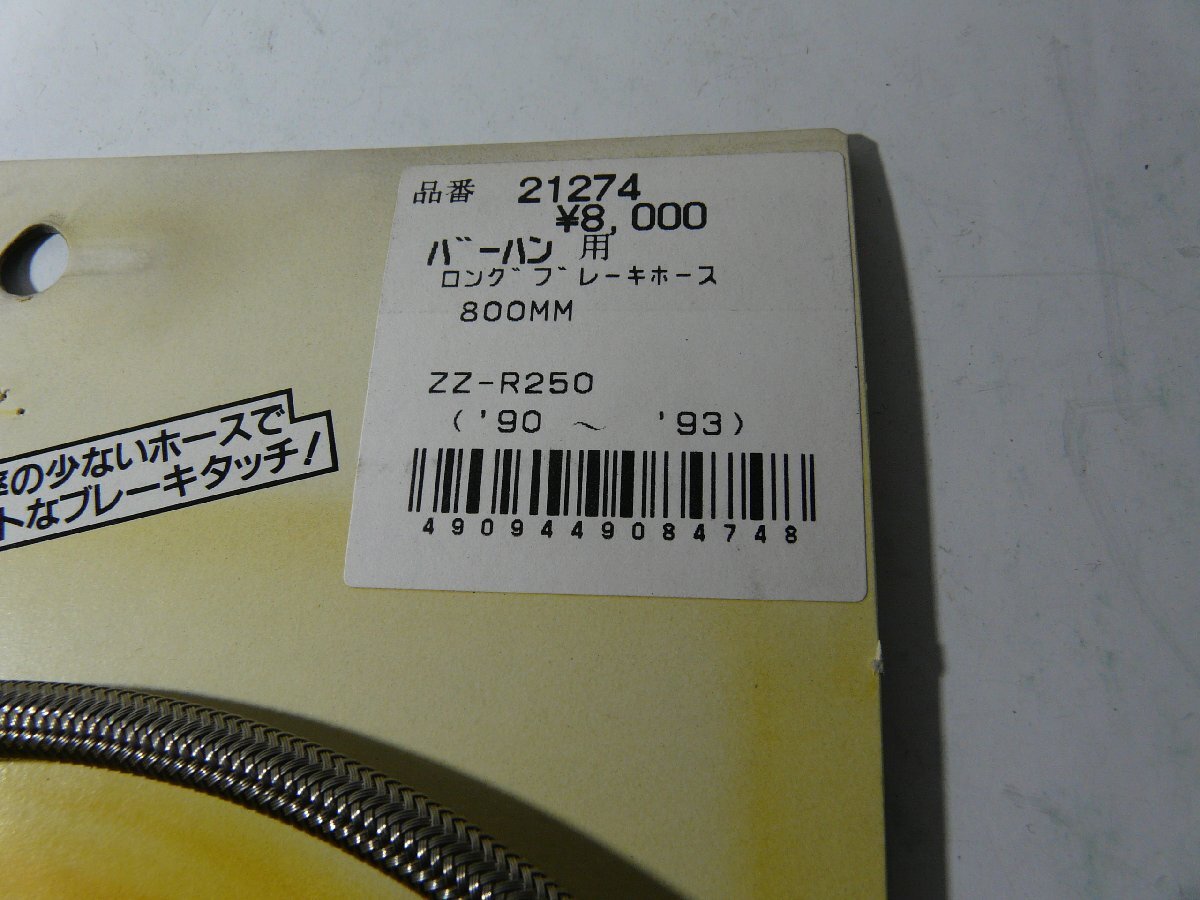 品番 21274
¥8,000
バーハン 用
ロングブレーキホース
800MM
ZZ-R250
('90 ～ '93)
4909449084748
の少ないホースで
トなブレーキタッチ!